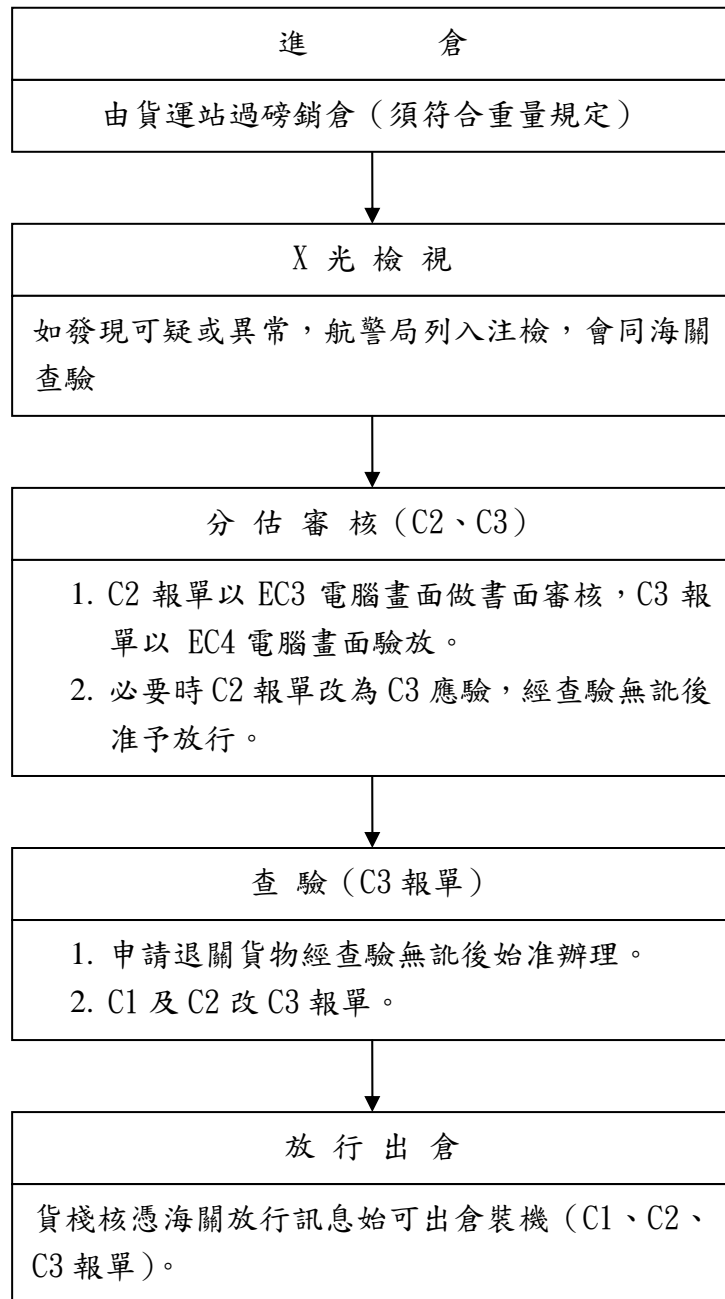 進 倉
由貨運站過磅銷倉（須符合重量規定）
X 光 檢 視
如發現可疑或異常，航警局列入注檢，會同海關
查驗
分 估 審 核（C2、C3）
1. C2 報單以 EC3 電腦畫面做書面審核，C3 報
單以 EC4 電腦畫面驗放。
2. 必要時 C2 報單改為 C3 應驗，經查驗無訛後
准予放行。
查 驗（C3 報單）
1. 申請退關貨物經查驗無訛後始准辦理。
2. C1 及 C2 改 C3 報單。
放 行 出 倉
貨棧核憑海關放行訊息始可出倉裝機（C1、C2、
C3 報單）。